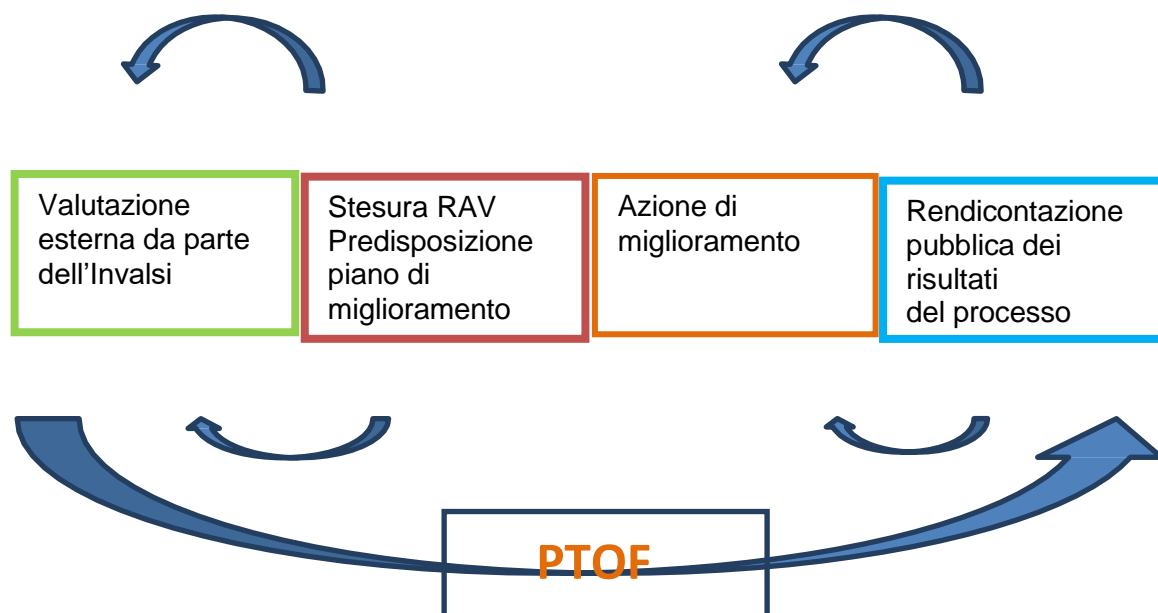 Valutazione
esterna da parte
dell’Invalsi
Stesura RAV
Predisposizione
piano di
miglioramento
Azione di
miglioramento
Rendicontazione
pubblica dei
risultati
del processo
PTOF